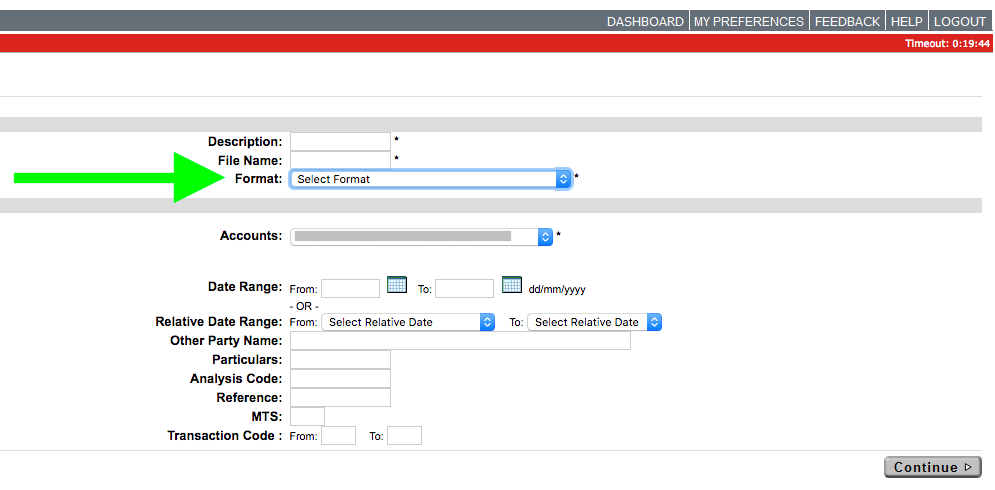 DASHBOARD MY PREFERENCES FEEDBACK HELP LOGOUT
Timeout: 0:19:44
Description: *
File Name: *
Format: Select Format *
Accounts: *
Date Range: From: To: dd/mm/yyyy
- OR -
Relative Date Range: From: Select Relative Date To: Select Relative Date
Other Party Name:
Particulars:
Analysis Code:
Reference:
MTS:
Transaction Code : From: To:
Continue